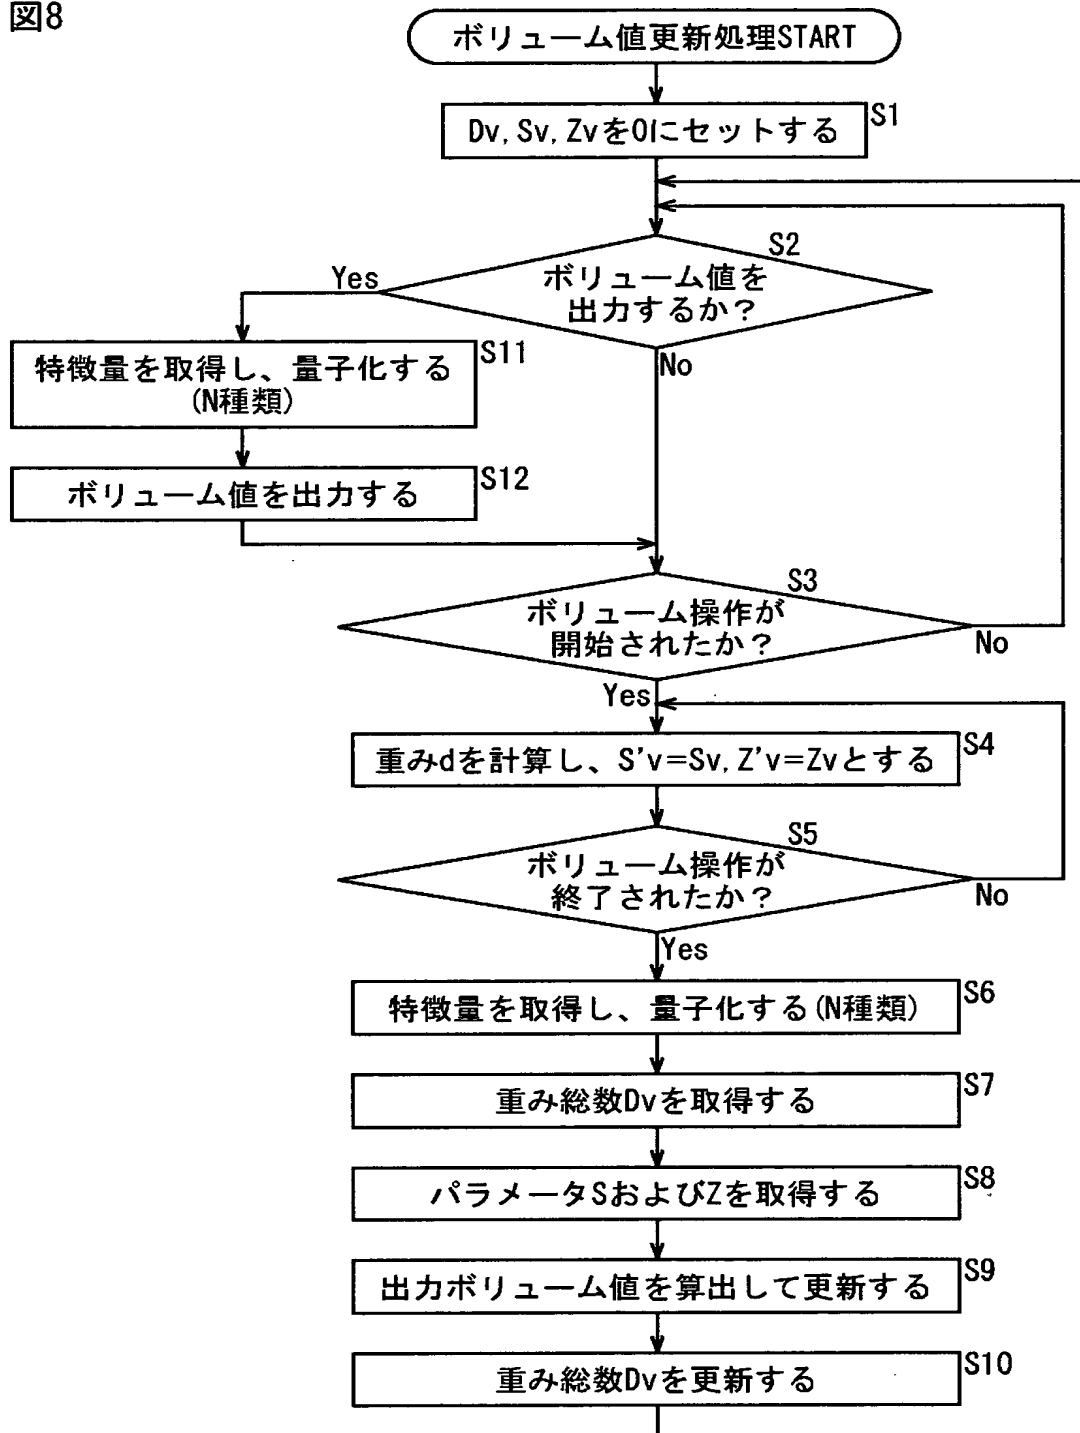 図8
ボリューム値更新処理START
Dv,Sv,Zvを0にセットする
S1
S2
ボリューム値を
出力するか？
Yes
No
特徴量を取得し、量子化する
(N種類)
S11
ボリューム値を出力する
S12
S3
ボリューム操作が
開始されたか？
No
Yes
重みdを計算し、S'v=Sv,Z'v=Zvとする
S4
S5
ボリューム操作が
終了されたか？
No
Yes
特徴量を取得し、量子化する(N種類)
S6
重み総数Dvを取得する
S7
パラメータSおよびZを取得する
S8
出力ボリューム値を算出して更新する
S9
重み総数Dvを更新する
S10